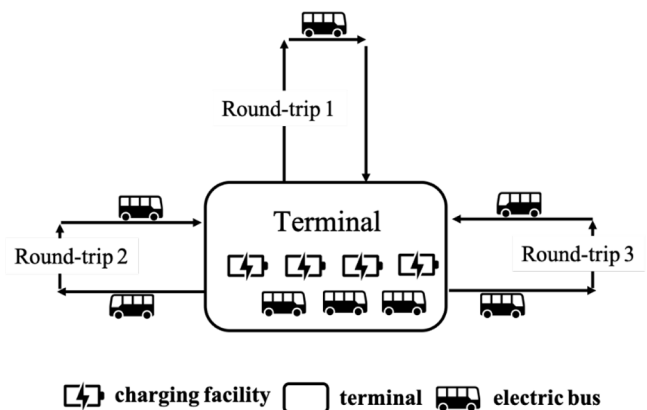 Round-trip 1
Terminal
Round-trip 2
Round-trip 3
charging facility terminal electric bus